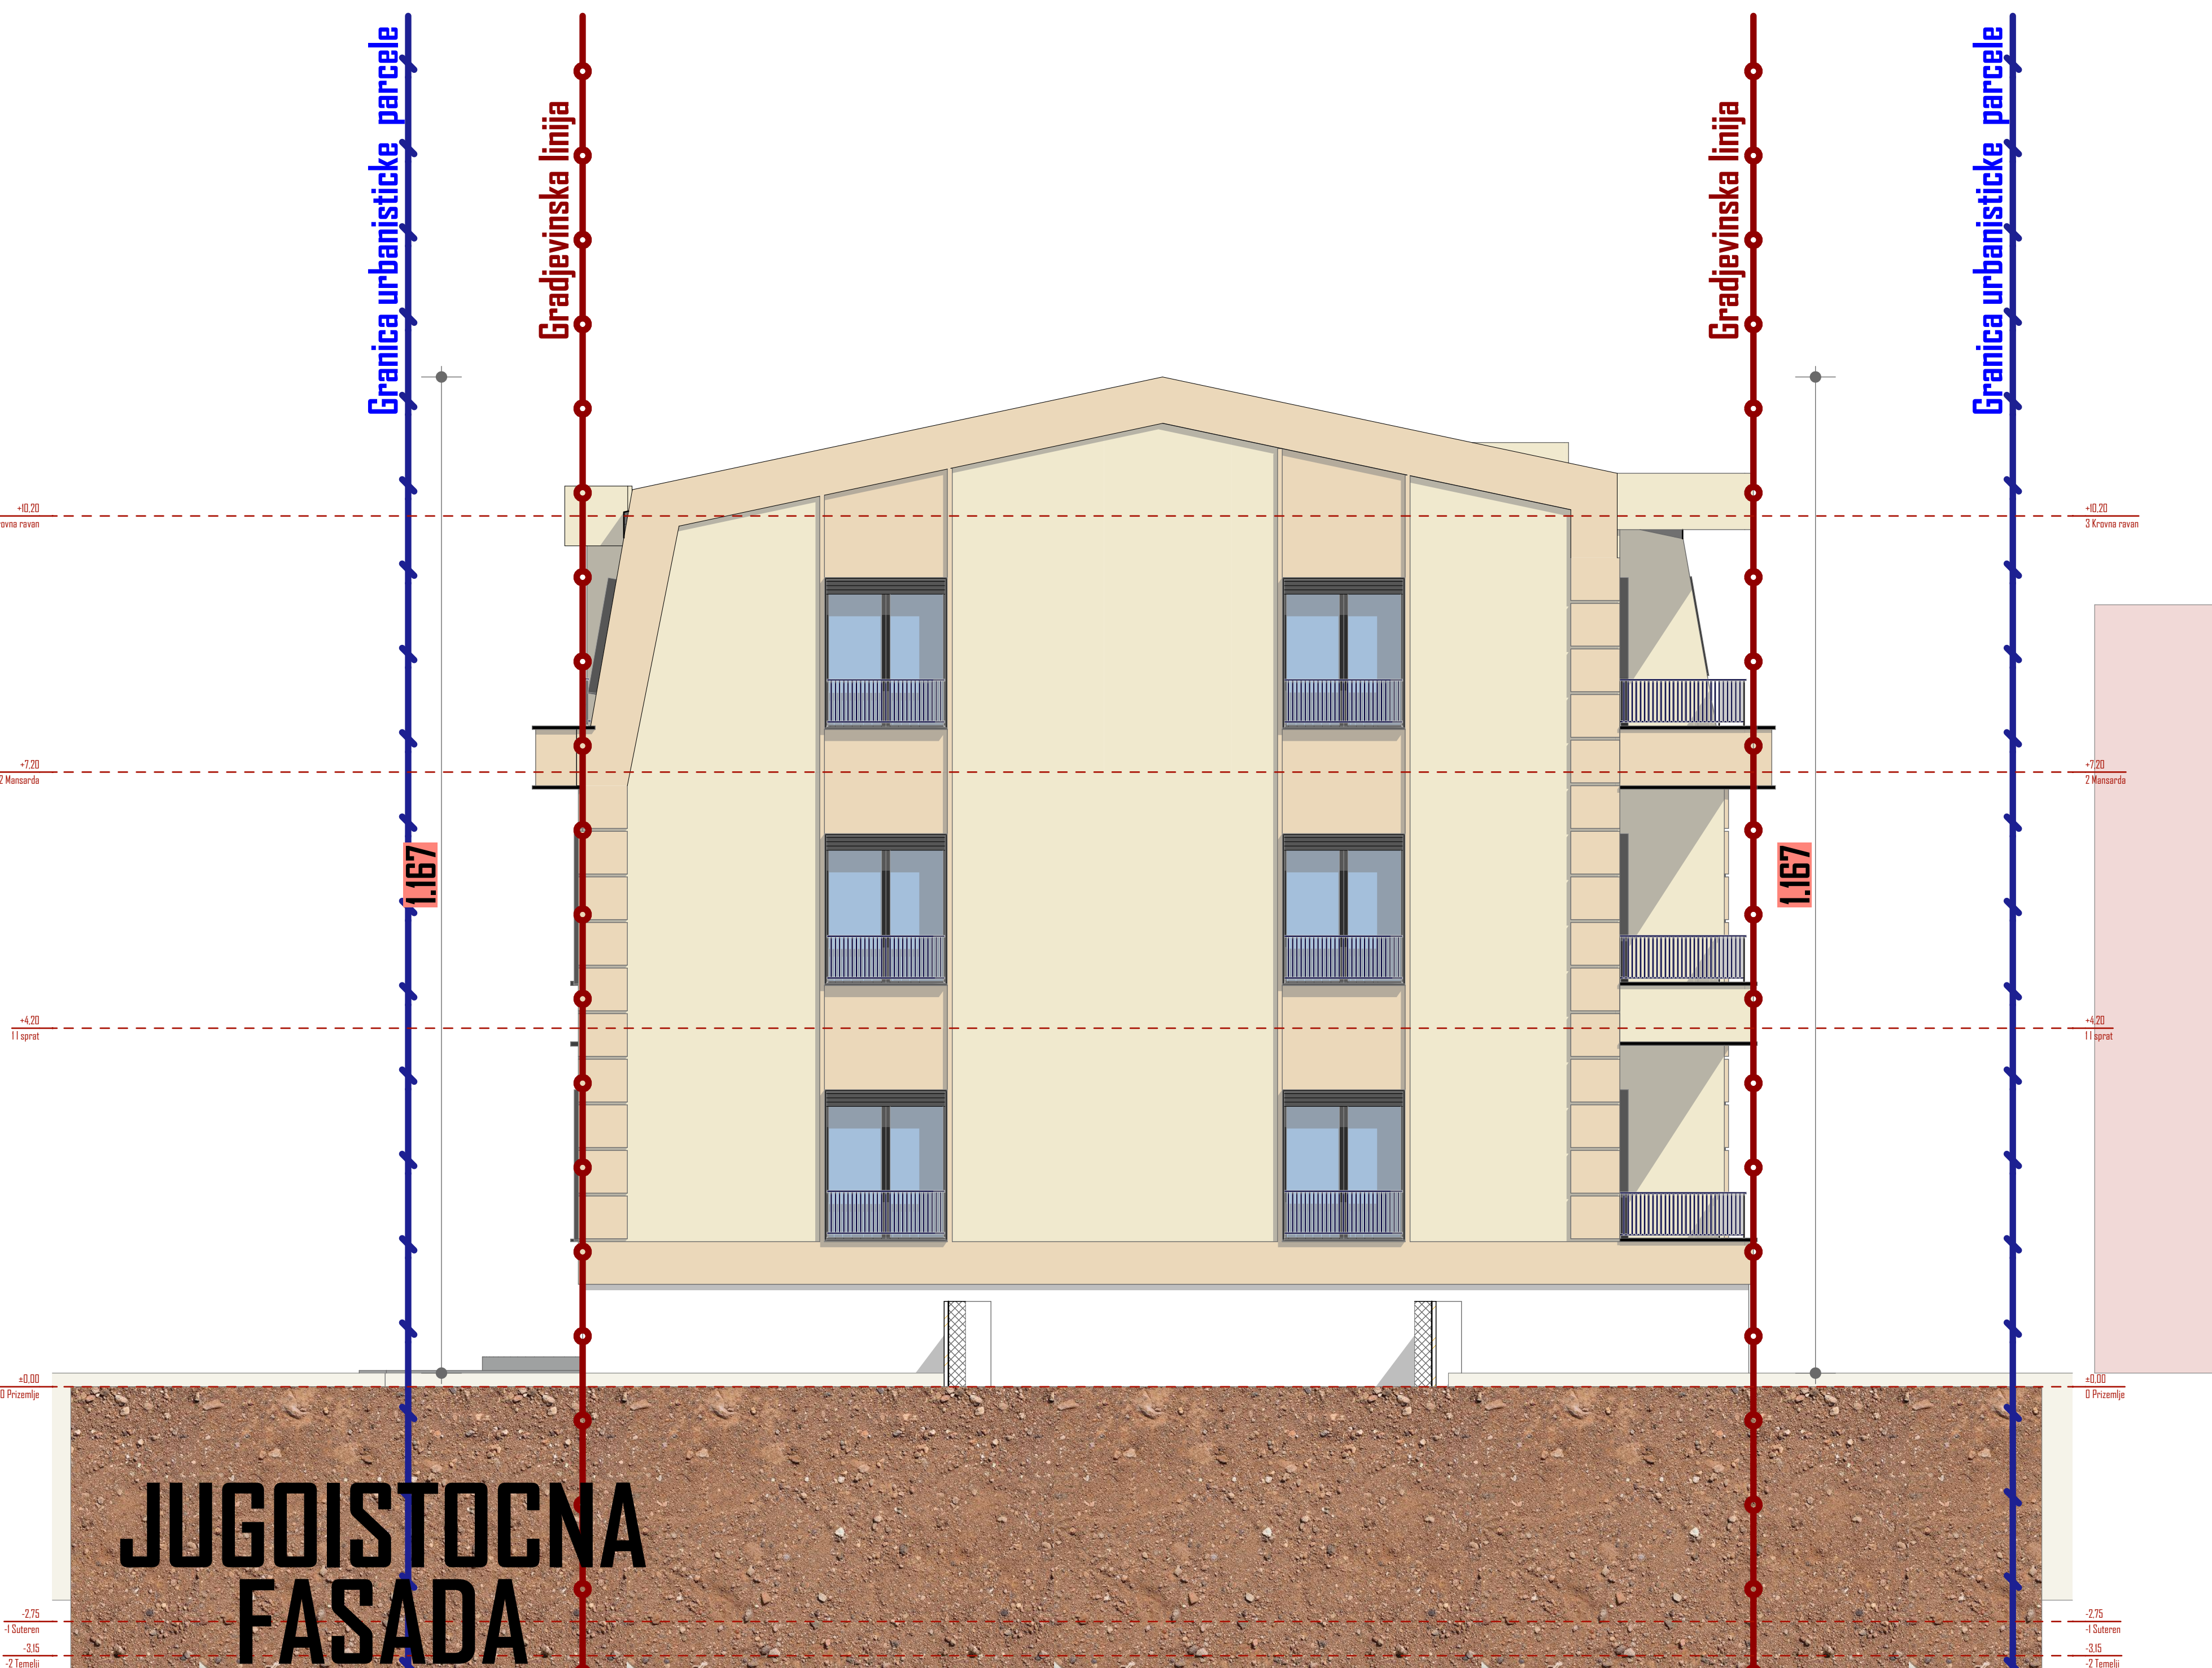 Granica urbanisticke parcele
Gradjevinska linija
Gradjevinska linija
Granica urbanisticke parcele
+10,20
rovna ravan
+10,20
3 Krovna ravan
+7,20
2 Mansarda
+7,20
2 Mansarda
1.167
1.167
+4,20
1 I sprat
+4,20
1 I sprat
±0,00
0 Prizemlje
±0,00
0 Prizemlje
JUGOISTOCNA
FASADA
-2,75
-1 Suteren
-2,75
-1 Suteren
-3,15
-2 Temelji
-3,15
-2 Temelji